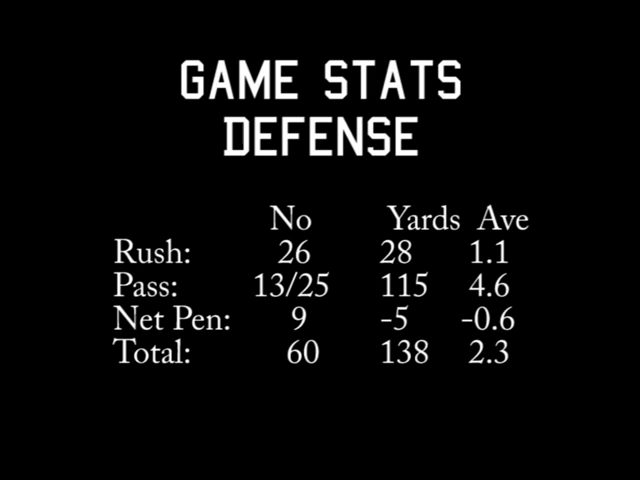 GAME STATS
DEFENSE
No Yards Ave
Rush: 26 28 1.1
Pass: 13/25 115 4.6
Net Pen: 9 -5 -0.6
Total: 60 138 2.3